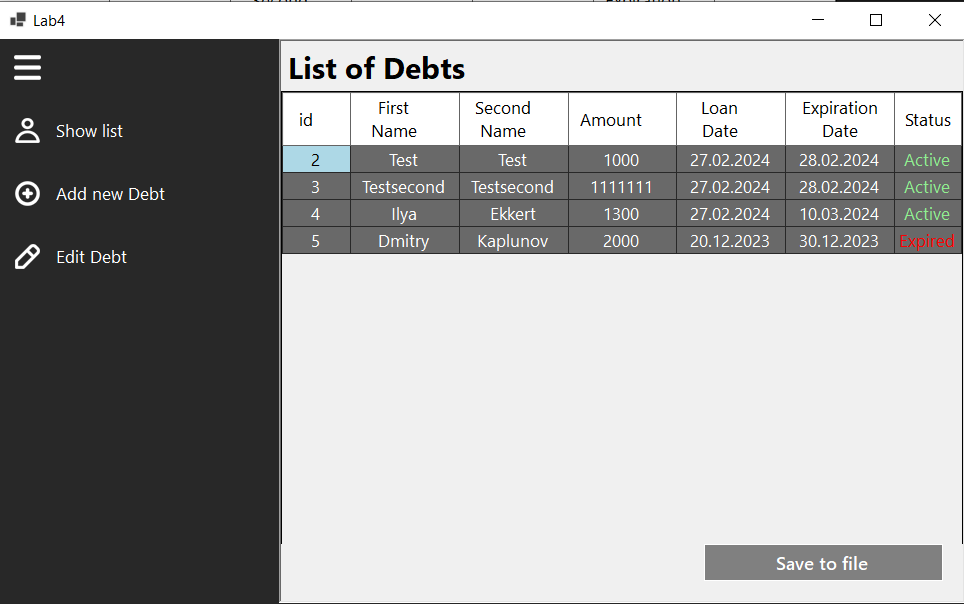 Lab4
Show list
Add new Debt
Edit Debt
List of Debts
id First Name Second Name Amount Loan Date Expiration Date Status
2 Test Test 1000 27.02.2024 28.02.2024 Active
3 Testsecond Testsecond 1111111 27.02.2024 28.02.2024 Active
4 Ilya Ekkert 1300 27.02.2024 10.03.2024 Active
5 Dmitry Kaplunov 2000 20.12.2023 30.12.2023 Expired
Save to file